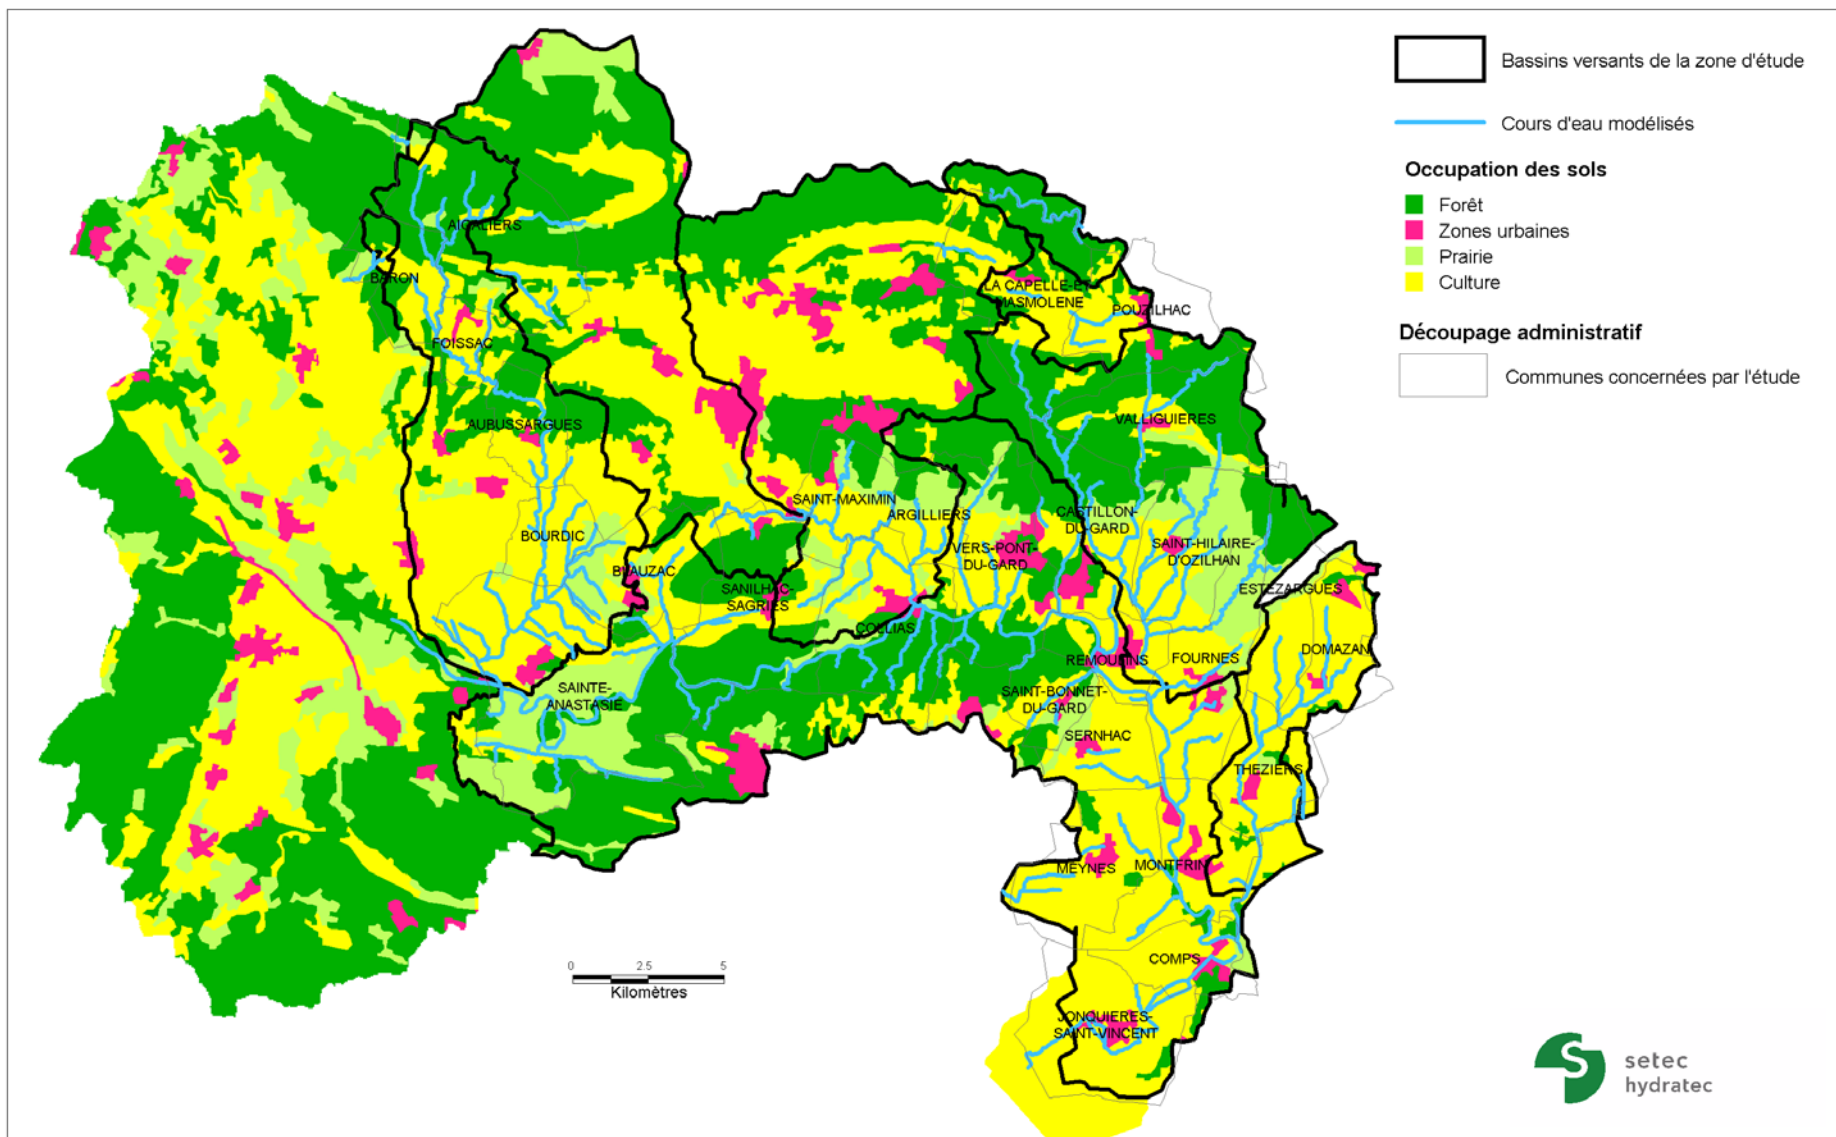 Bassins versants de la zone d'étude
Cours d'eau modélisés
Occupation des sols
Forêt
Zones urbaines
Prairie
Culture
Découpage administratif
Communes concernées par l'étude
AIGALIERS
BARON
FOISSAC
AUBUSSARGUES
BOURDIC
BLAUZAC
SANILHAC-
SAGRIES
SAINTE-
ANASTASIE
SAINT-MAXIMIN
ARGILLIERS
COLLIAS
VERS-PONT-
DU-GARD
CASTILLON-
DU-GARD
LA CAPELLE-ET-
MASMOLENE
POUZILHAC
VALLIGUIERES
SAINT-HILAIRE-
D'OZILHAN
ESTEZARGUES
DOMAZAN
REMOULINS
FOURNES
SAINT-BONNET-
DU-GARD
SERNHAC
THEZIERS
MEYNES
MONTFRIN
COMPS
JONQUIERES-
SAINT-VINCENT
0 2.5 5
Kilomètres
setec
hydratec